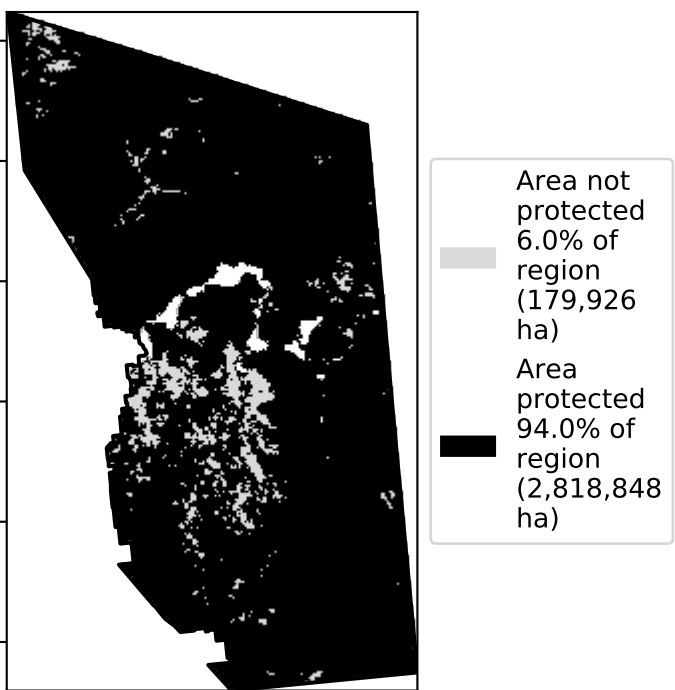 Area not
protected
6.0% of
region
(179,926
ha)
Area
protected
94.0% of
region
(2,818,848
ha)